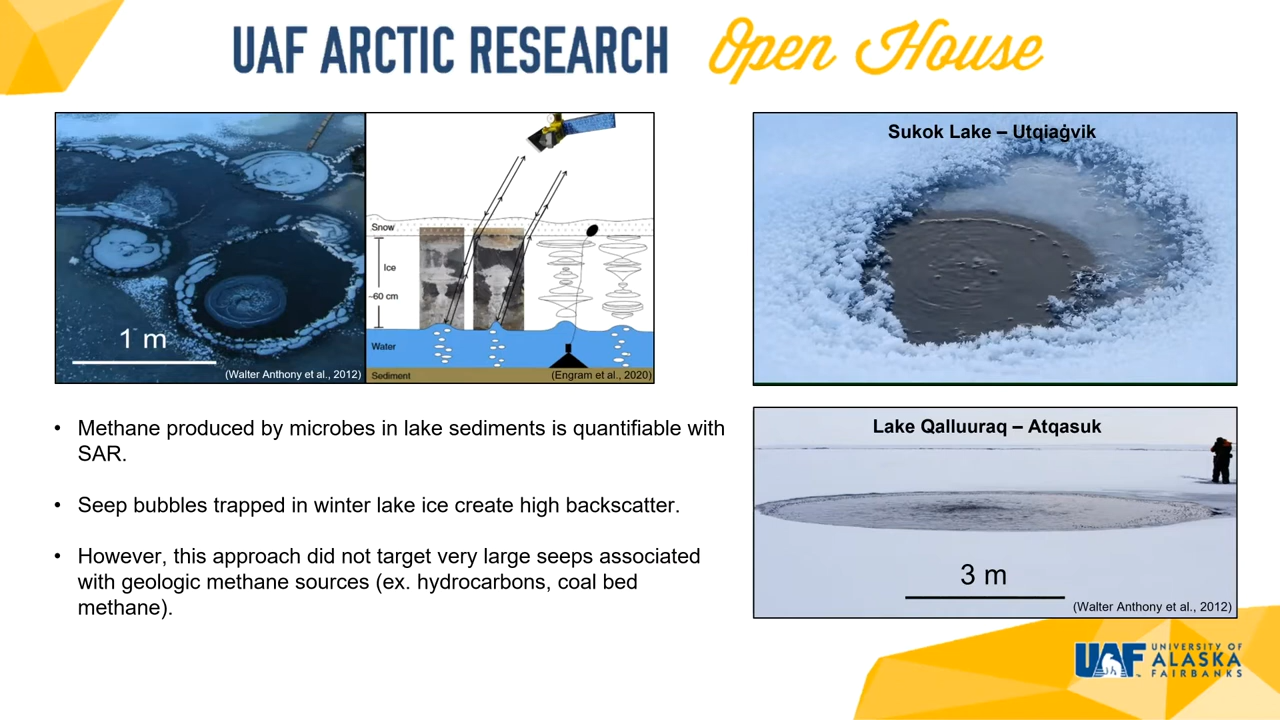 UAF ARCTIC RESEARCH Open House
1 m
(Walter Anthony et al., 2012)
Snow
Ice
~60 cm
Water
Sediment
(Engram et al., 2020)
Sukok Lake – Utqiaġvik
• Methane produced by microbes in lake sediments is quantifiable with
SAR.
• Seep bubbles trapped in winter lake ice create high backscatter.
• However, this approach did not target very large seeps associated
with geologic methane sources (ex. hydrocarbons, coal bed
methane).
Lake Qalluuraq – Atqasuk
3 m
(Walter Anthony et al., 2012)
UAF
UNIVERSITY OF
ALASKA
FAIRBANKS